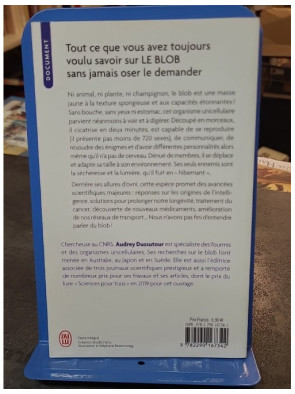 DOCUMENT
Tout ce que vous avez toujours
voulu savoir sur LE BLOB
sans jamais oser le demander
Ni animal, ni plante, ni champignon, le blob est une masse
jaune à la texture spongieuse et aux capacités étonnantes !
Sans bouche, sans yeux ni estomac, cet organisme unicellulaire
parvient néanmoins à voir et à digérer. Découpé en morceaux,
il cicatrise en deux minutes, est capable de se reproduire
(il présente pas moins de 720 sexes), de communiquer, de
résoudre des énigmes et d'avoir différentes personnalités alors
même qu'il n'a pas de cerveau. Dénué de membres, il se déplace
et adapte sa taille à son environnement. Ses seuls ennemis sont
la sécheresse et la lumière, qu'il fuit en « hibernant ».
Derrière ses allures d'ovni, cette espèce promet des avancées
scientifiques majeures : réponses sur les origines de l'intelli-
gence, solutions pour prolonger notre longévité, traitement du
cancer, découverte de nouveaux médicaments, amélioration
de nos réseaux de transport... Nous n'avons pas fini d'entendre
parler du blob !
Chercheuse au CNRS, Audrey Dussutour est spécialiste des fourmis
et des organismes unicellulaires. Ses recherches sur le blob l'ont
menée en Australie, au Japon et en Suède. Elle est aussi l'éditrice
associée de trois journaux scientifiques prestigieux et a remporté
de nombreux prix pour ses travaux et ses articles, dont le prix du
livre « Sciences pour tous » en 2019 pour cet ouvrage.
J'AI LU
Texte intégral
Prix France
9 782290 167342